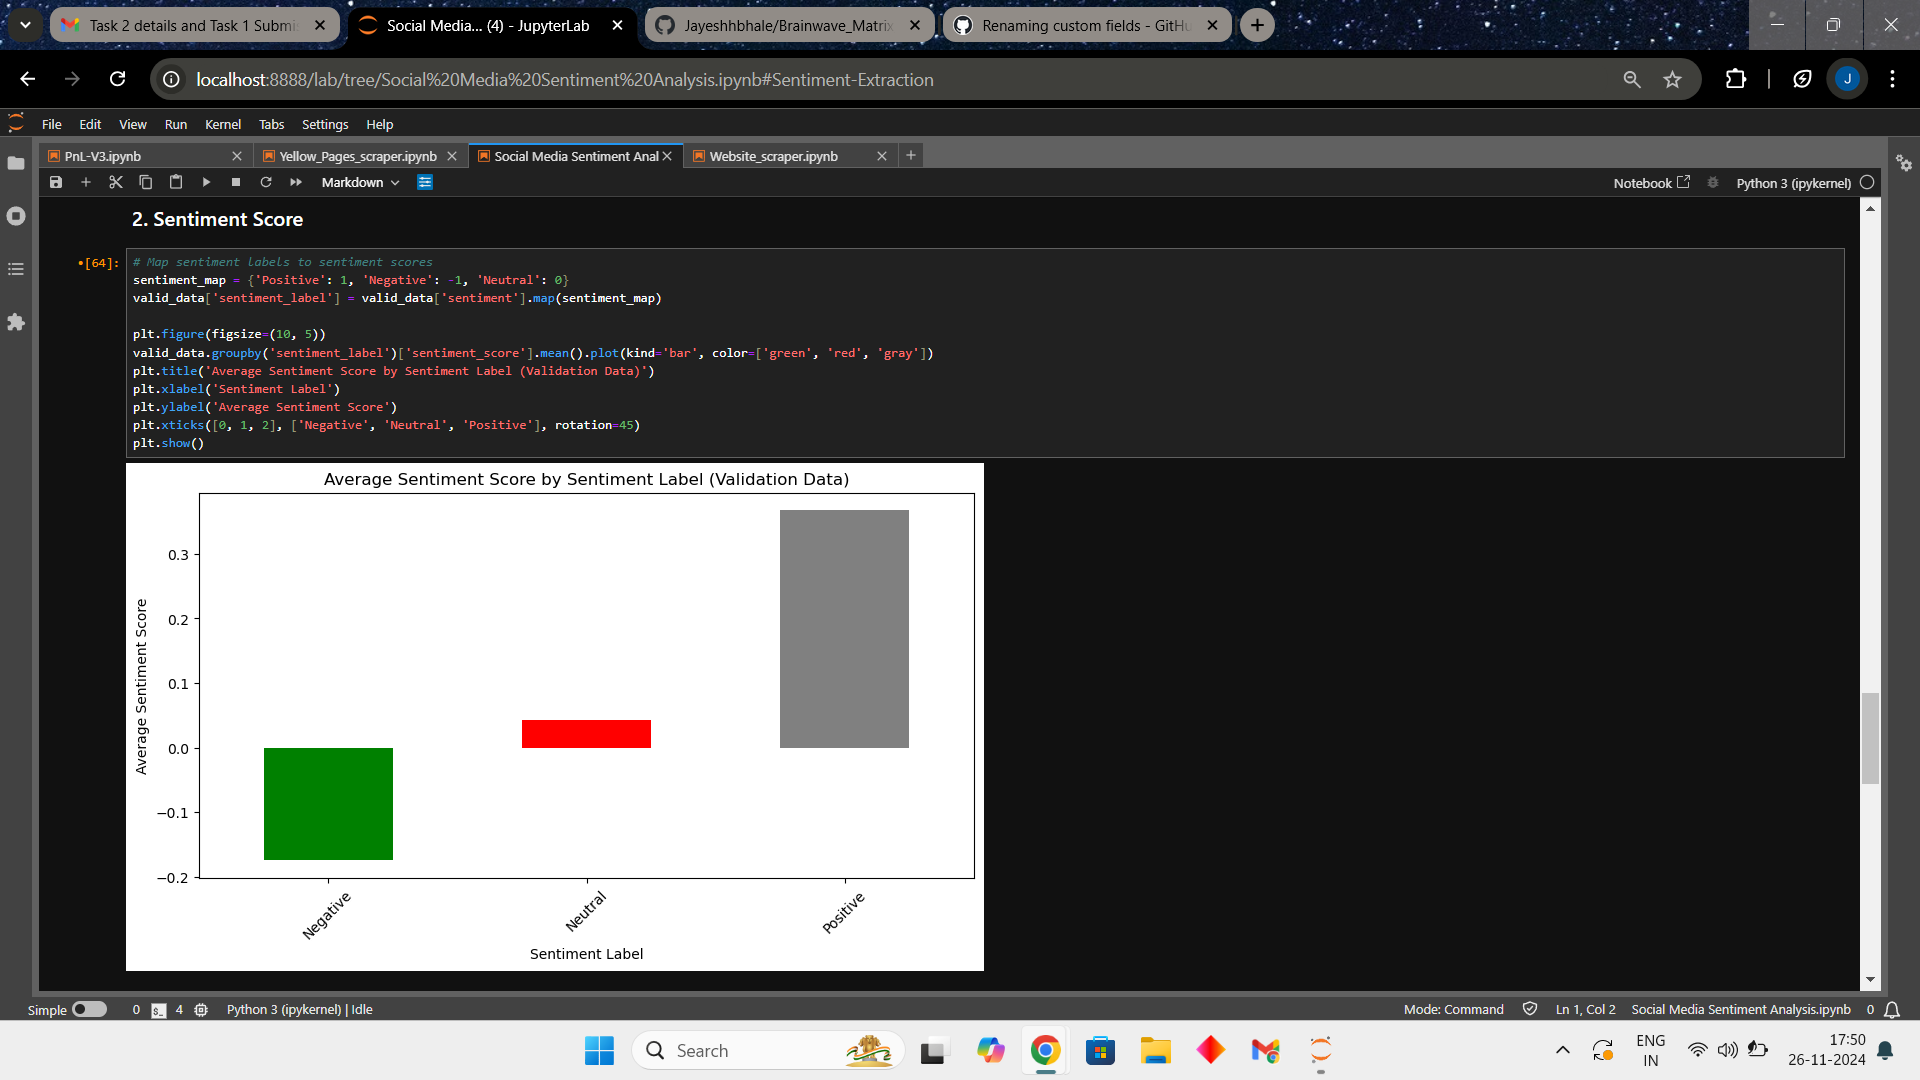 Task 2 details and Task 1 Submi
Social Media... (4) - JupyterLab
Jayeshhbhale/Brainwave_Matrix
Renaming custom fields - GitHu
localhost:8888/lab/tree/Social%20Media%20Sentiment%20Analysis.ipynb#Sentiment-Extraction
J
File Edit View Run Kernel Tabs Settings Help
PnL-V3.ipynb
Yellow_Pages_scraper.ipynb
Social Media Sentiment Anal
Website_scraper.ipynb
Markdown
Notebook
Python 3 (ipykernel)
2. Sentiment Score
•[64]:
# Map sentiment labels to sentiment scores
sentiment_map = {'Positive': 1, 'Negative': -1, 'Neutral': 0}
valid_data['sentiment_label'] = valid_data['sentiment'].map(sentiment_map)
plt.figure(figsize=(10, 5))
valid_data.groupby('sentiment_label')['sentiment_score'].mean().plot(kind='bar', color=['green', 'red', 'gray'])
plt.title('Average Sentiment Score by Sentiment Label (Validation Data)')
plt.xlabel('Sentiment Label')
plt.ylabel('Average Sentiment Score')
plt.xticks([0, 1, 2], ['Negative', 'Neutral', 'Positive'], rotation=45)
plt.show()
Average Sentiment Score by Sentiment Label (Validation Data)
Average Sentiment Score
0.3
0.2
0.1
0.0
−0.1
−0.2
Negative
Neutral
Positive
Sentiment Label
Simple 0 $_ 4 Python 3 (ipykernel) | Idle
Mode: Command Ln 1, Col 2 Social Media Sentiment Analysis.ipynb 0
Search
ENG
IN
17:50
26-11-2024